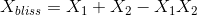 X_{bliss} = X_1 + X_2 - X_1X_2